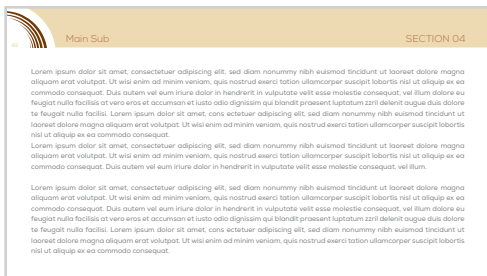 Main Sub
SECTION 04
Lorem ipsum dolor sit amet, consectetuer adipiscing elit, sed diam nonummy nibh euismod tincidunt ut laoreet dolore magna
aliquam erat volutpat. Ut wisi enim ad minim veniam, quis nostrud exerci tation ullamcorper suscipit lobortis nisl ut aliquip ex ea
commodo consequat. Duis autem vel eum iriure dolor in hendrerit in vulputate velit esse molestie consequat, vel illum dolore eu
feugiat nulla facilisis at vero eros et accumsan et iusto odio dignissim qui blandit praesent luptatum zzril delenit augue duis dolore
te feugait nulla facilisi. Lorem ipsum dolor sit amet, cons ectetuer adipiscing elit, sed diam nonummy nibh euismod tincidunt ut
laoreet dolore magna aliquam erat volutpat. Ut wisi enim ad minim veniam, quis nostrud exerci tation ullamcorper suscipit lobortis
nisl ut aliquip ex ea commodo consequat.
Lorem ipsum dolor sit amet, consectetuer adipiscing elit, sed diam nonummy nibh euismod tincidunt ut laoreet dolore magna
aliquam erat volutpat. Ut wisi enim ad minim veniam, quis nostrud exerci tation ullamcorper suscipit lobortis nisl ut aliquip ex ea
commodo consequat. Duis autem vel eum iriure dolor in hendrerit in vulputate velit esse molestie consequat, vel illum.
Lorem ipsum dolor sit amet, consectetuer adipiscing elit, sed diam nonummy nibh euismod tincidunt ut laoreet dolore magna
aliquam erat volutpat. Ut wisi enim ad minim veniam, quis nostrud exerci tation ullamcorper suscipit lobortis nisl ut aliquip ex ea
commodo consequat. Duis autem vel eum iriure dolor in hendrerit in vulputate velit esse molestie consequat, vel illum dolore eu
feugiat nulla facilisis at vero eros et accumsan et iusto odio dignissim qui blandit praesent luptatum zzril delenit augue duis dolore
te feugait nulla facilisi. Lorem ipsum dolor sit amet, cons ectetuer adipiscing elit, sed diam nonummy nibh euismod tincidunt ut
laoreet dolore magna aliquam erat volutpat. Ut wisi enim ad minim veniam, quis nostrud exerci tation ullamcorper suscipit lobortis
nisl ut aliquip ex ea commodo consequat.